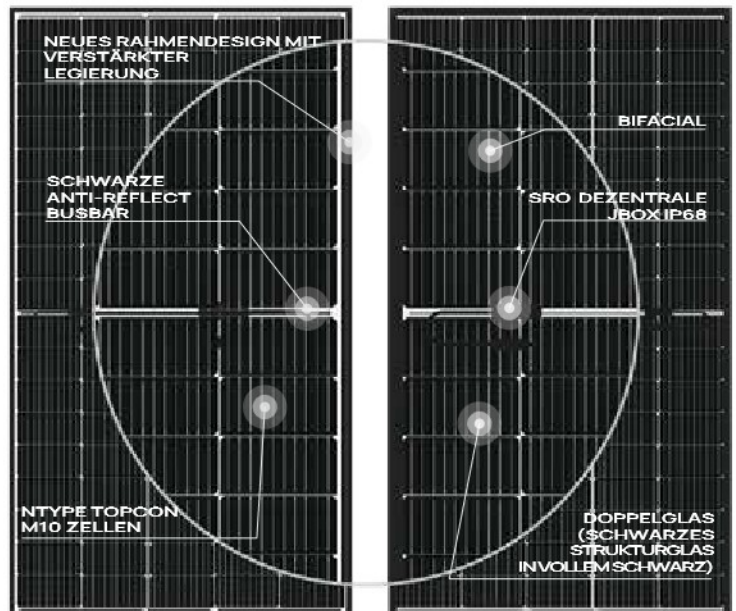 NEUES RAHMENDESIGN MIT
VERSTÄRKTER
LEGIERUNG
BIFACIAL
SCHWARZE
ANTI-REFLECT
BUSBAR
SRO DEZENTRALE
JBOX IP68
NTYPE TOPCON
M10 ZELLEN
DOPPELGLAS
(SCHWARZES
STRUKTURGLAS
IN VOLLEM SCHWARZ)